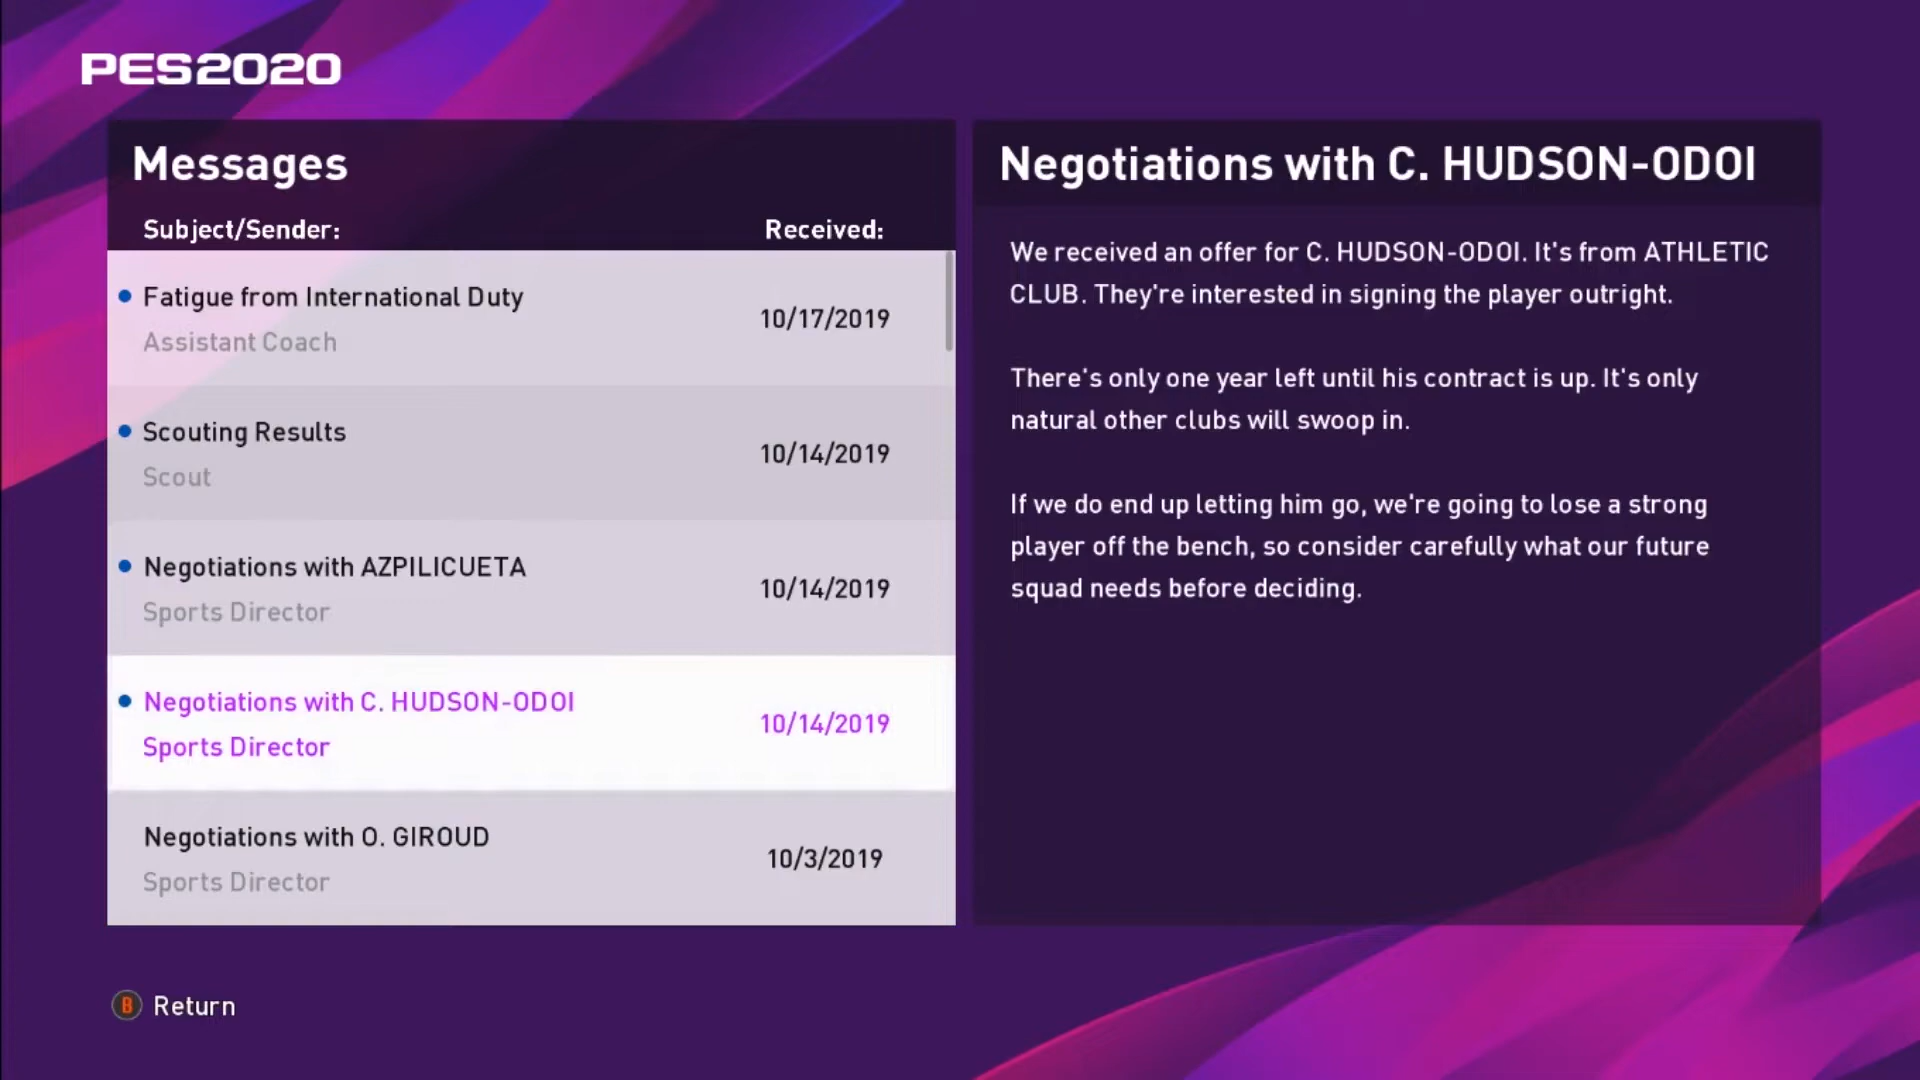 PES2020
Messages
Subject/Sender: Received:
Fatigue from International Duty
Assistant Coach
10/17/2019
Scouting Results
Scout
10/14/2019
Negotiations with AZPILICUETA
Sports Director
10/14/2019
Negotiations with C. HUDSON-ODOI
Sports Director
10/14/2019
Negotiations with O. GIROUD
Sports Director
10/3/2019
Negotiations with C. HUDSON-ODOI
We received an offer for C. HUDSON-ODOI. It's from ATHLETIC
CLUB. They're interested in signing the player outright.
There's only one year left until his contract is up. It's only
natural other clubs will swoop in.
If we do end up letting him go, we're going to lose a strong
player off the bench, so consider carefully what our future
squad needs before deciding.
B Return